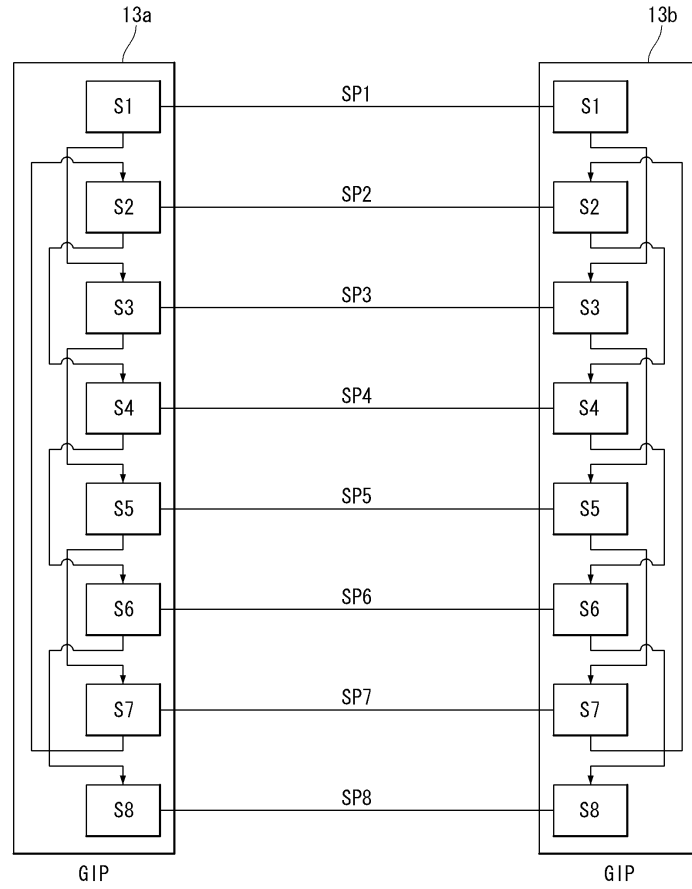 13a 13b
S1 SP1 S1
S2 SP2 S2
S3 SP3 S3
S4 SP4 S4
S5 SP5 S5
S6 SP6 S6
S7 SP7 S7
S8 SP8 S8
GIP GIP